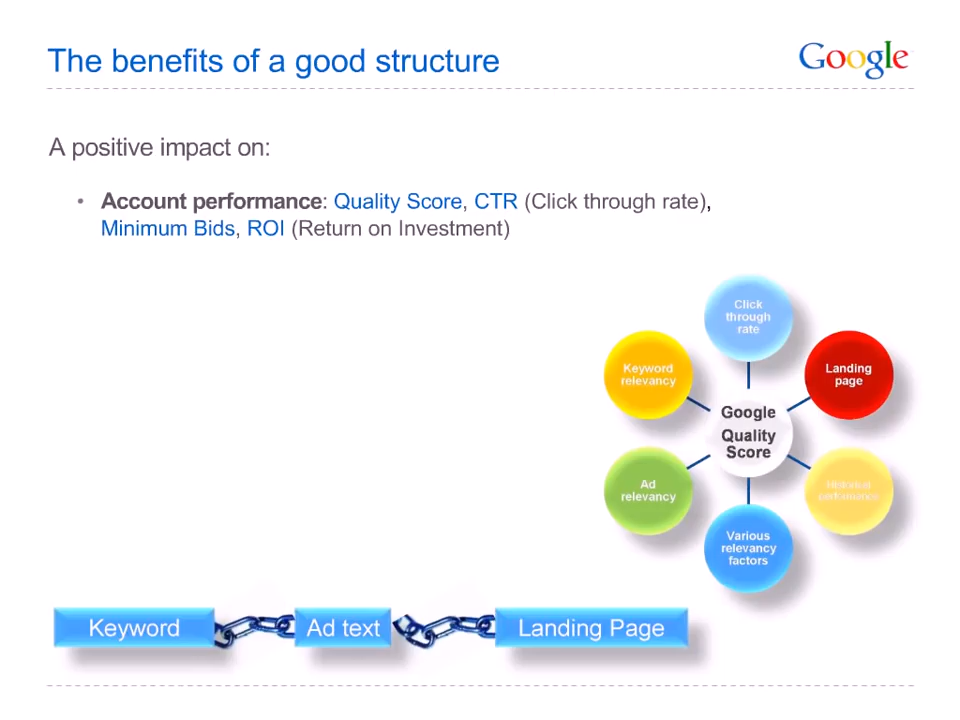 The benefits of a good structure
Google
A positive impact on:
• Account performance: Quality Score, CTR (Click through rate),
Minimum Bids, ROI (Return on Investment)
Click
through
rate
Keyword
relevancy
Landing
page
Google
Quality
Score
Ad
relevancy
Historical
performance
Various
relevancy
factors
Keyword
Ad text
Landing Page